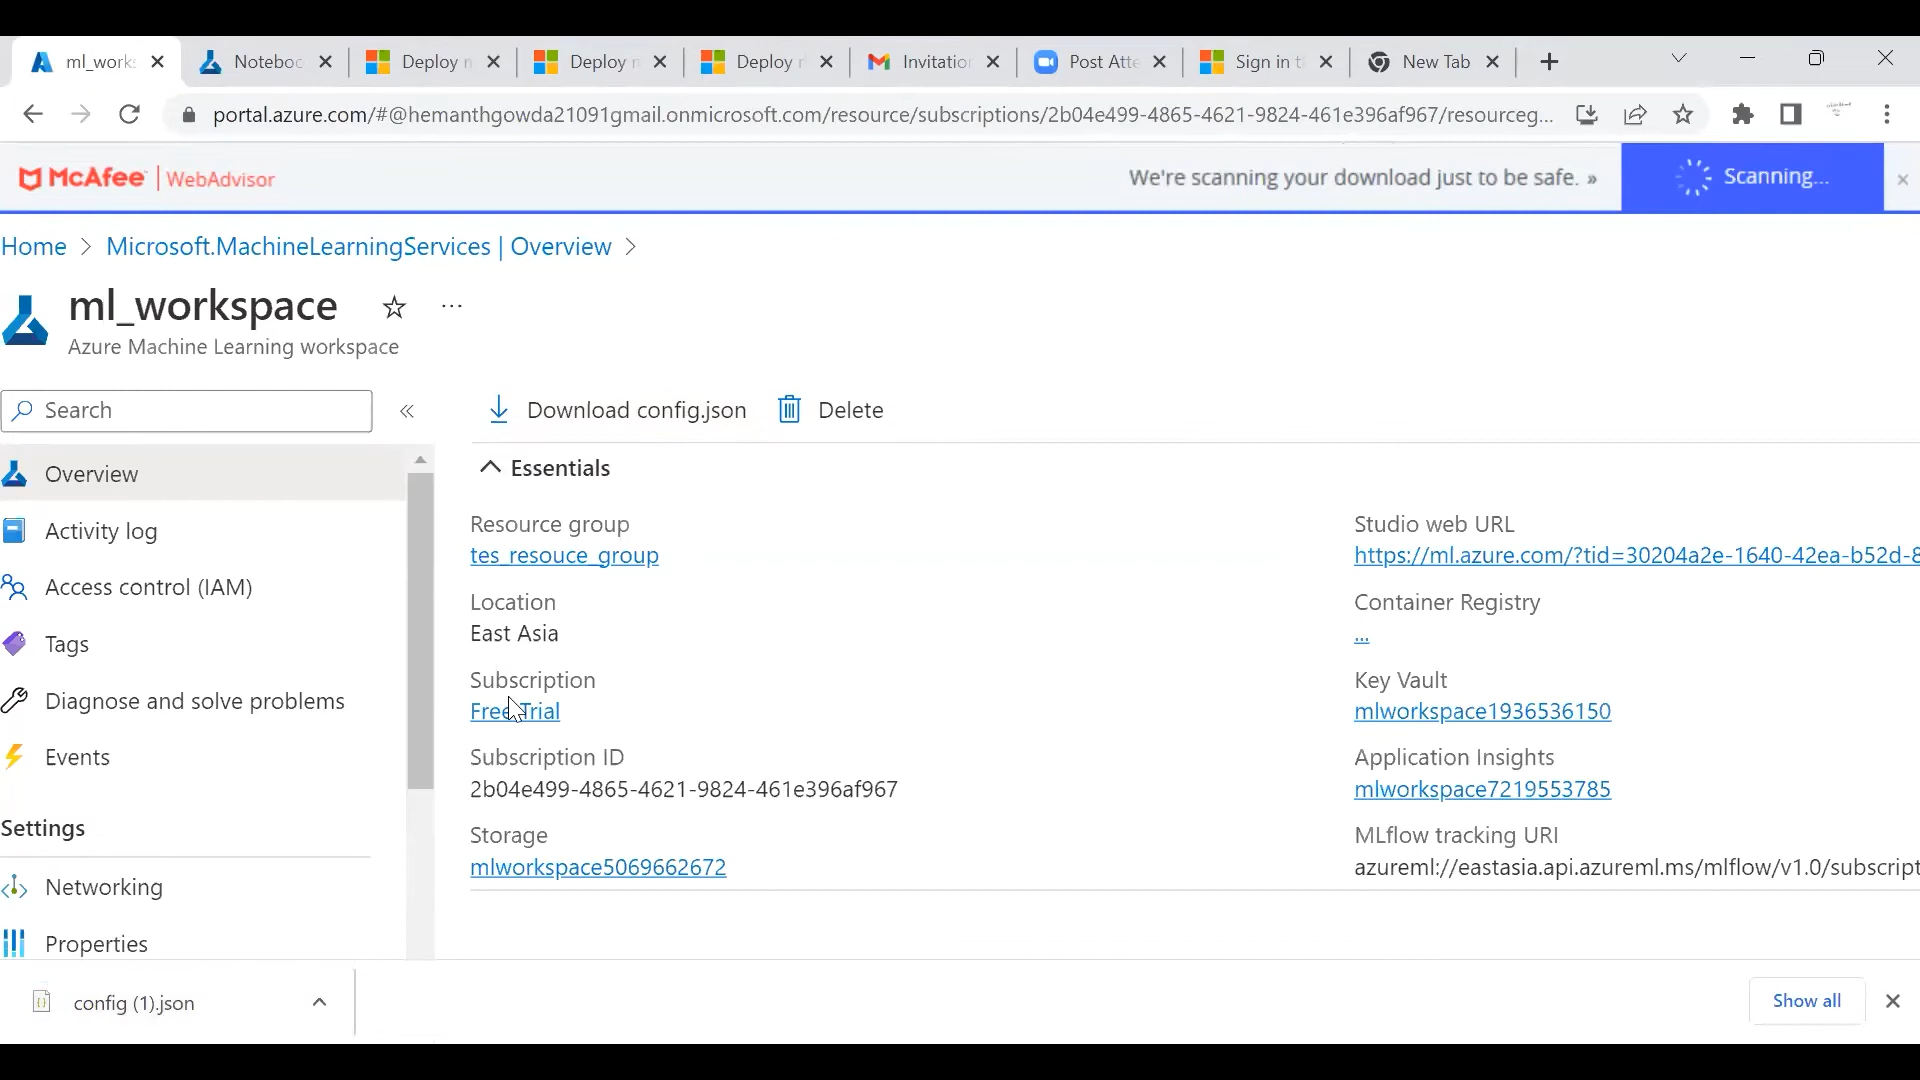 ml_works
Noteboc
Deploy n
Deploy n
Deploy r
Invitation
Post Atte
Sign in t
New Tab
portal.azure.com/#@hemanthgowda21091gmail.onmicrosoft.com/resource/subscriptions/2b04e499-4865-4621-9824-461e396af967/resourceg...
McAfee | WebAdvisor
We're scanning your download just to be safe. »
Scanning...
Home > Microsoft.MachineLearningServices | Overview >
ml_workspace
...
Azure Machine Learning workspace
Search
«
Download config.json
Delete
Overview
Activity log
Access control (IAM)
Tags
Diagnose and solve problems
Events
Settings
Networking
Properties
Essentials
Resource group
tes_resouce_group
Location
East Asia
Subscription
Free Trial
Subscription ID
2b04e499-4865-4621-9824-461e396af967
Storage
mlworkspace5069662672
Studio web URL
https://ml.azure.com/?tid=30204a2e-1640-42ea-b52d-8
Container Registry
...
Key Vault
mlworkspace1936536150
Application Insights
mlworkspace7219553785
MLflow tracking URI
azureml://eastasia.api.azureml.ms/mlflow/v1.0/subscript
config (1).json
Show all